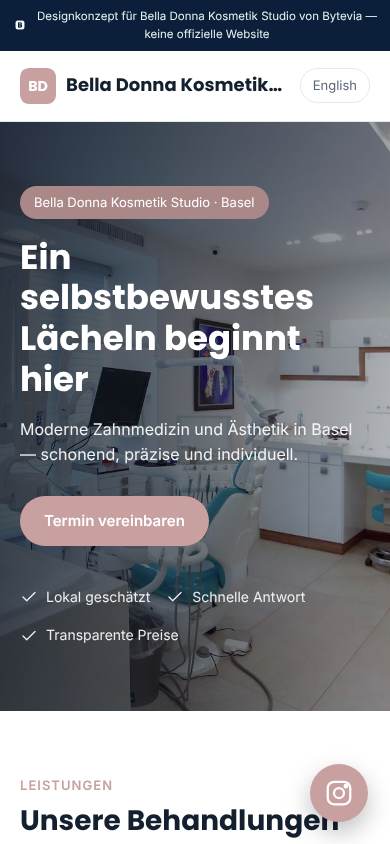 Designkonzept für Bella Donna Kosmetik Studio von Bytevia —
keine offizielle Website
BD
Bella Donna Kosmetik...
English
Bella Donna Kosmetik Studio · Basel
Ein
selbstbewusstes
Lächeln beginnt
hier
Moderne Zahnmedizin und Ästhetik in Basel
— schonend, präzise und individuell.
Termin vereinbaren
Lokal geschätzt
Schnelle Antwort
Transparente Preise
LEISTUNGEN
Unsere Behandlungen